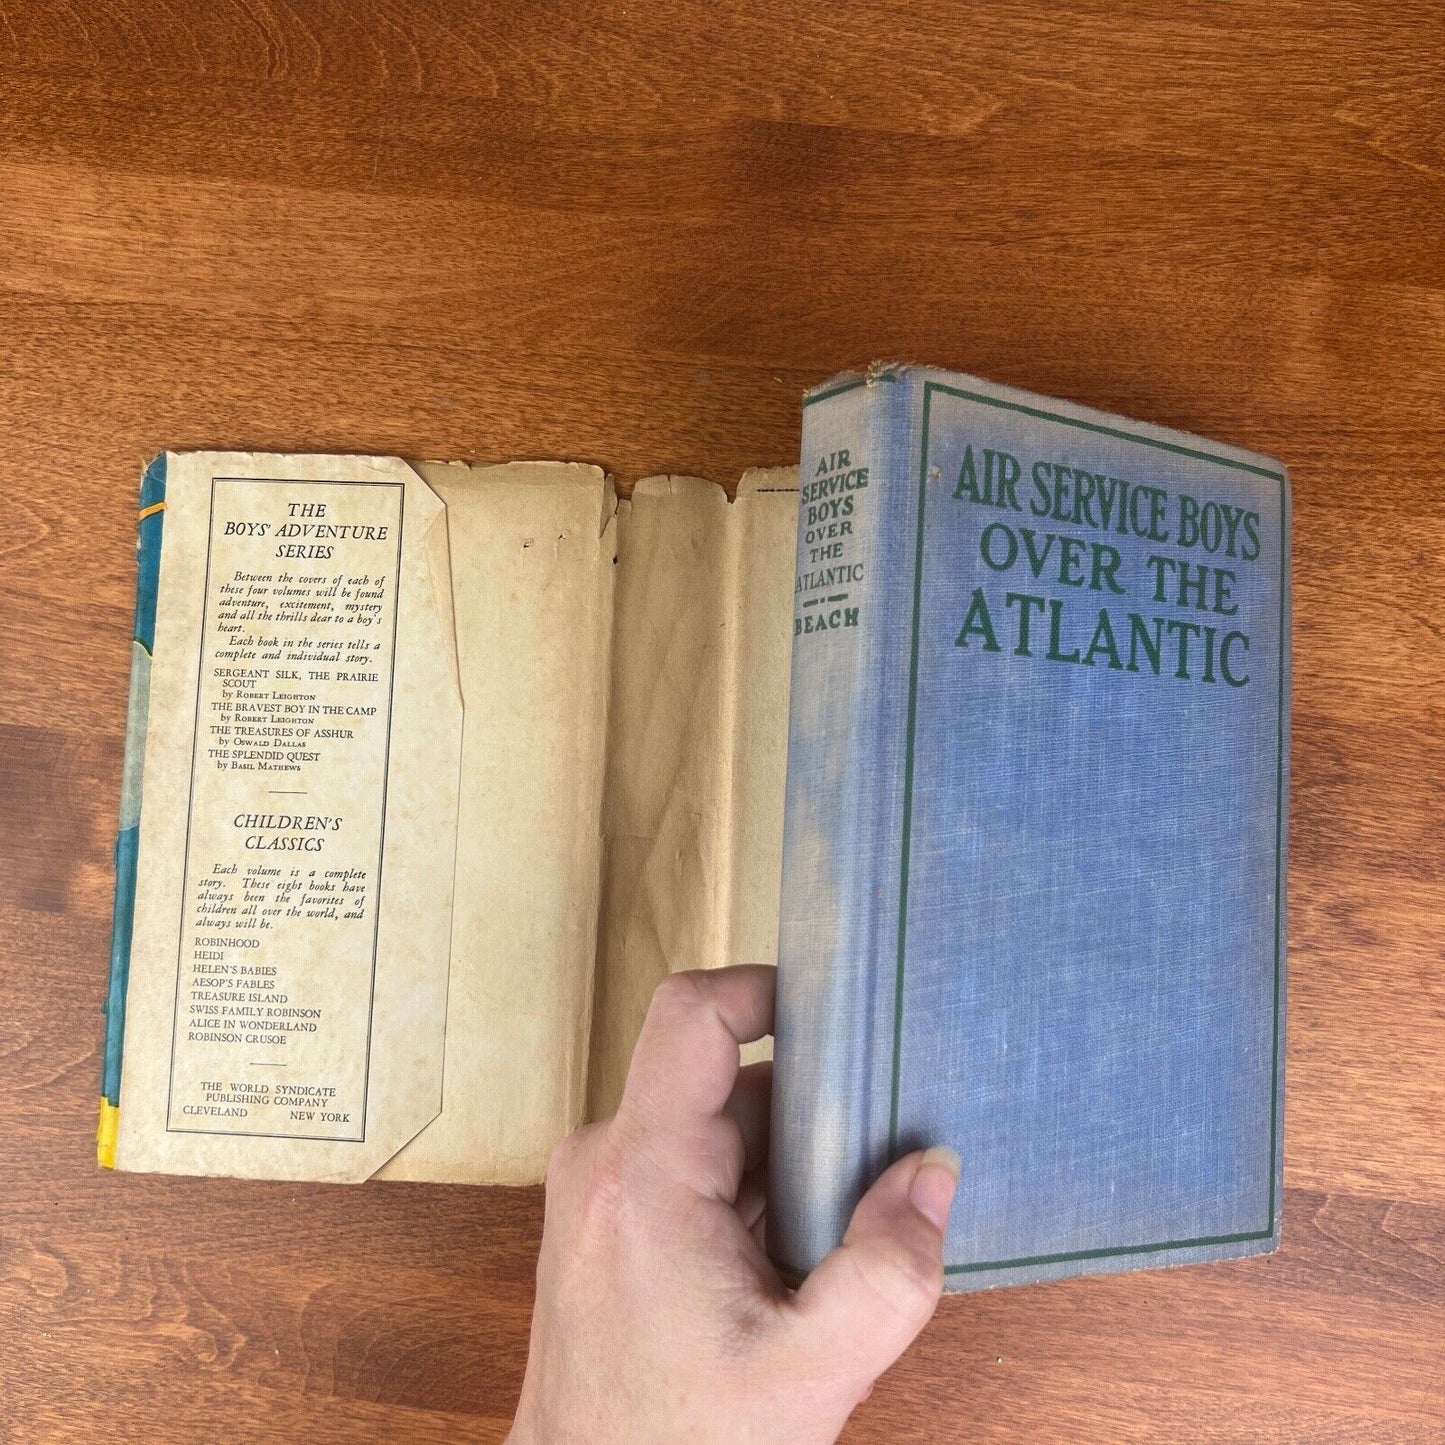 THE
BOYS' ADVENTURE
SERIES
Between the covers of each of
these four volumes will be found
adventure, excitement, mystery
and all the thrills dear to a boy's
heart.
Each book in the series tells a
complete and individual story.
SERGEANT SILK, THE PRAIRIE
SCOUT
by ROBERT LEIGHTON
THE BRAVEST BOY IN THE CAMP
by ROBERT LEIGHTON
THE TREASURES OF ASSHUR
by OSWALD DALLAS
THE SPLENDID QUEST
by BASIL MATHEWS
CHILDREN'S
CLASSICS
Each volume is a complete
story. These eight books have
always been the favorites of
children all over the world, and
always will be.
ROBINHOOD
HEIDI
HELEN'S BABIES
AESOP'S FABLES
TREASURE ISLAND
SWISS FAMILY ROBINSON
ALICE IN WONDERLAND
ROBINSON CRUSOE
THE WORLD SYNDICATE
PUBLISHING COMPANY
CLEVELAND NEW YORK
AIR
SERVICE
BOYS
OVER
THE
ATLANTIC
BEACH
AIR SERVICE BOYS
OVER THE
ATLANTIC